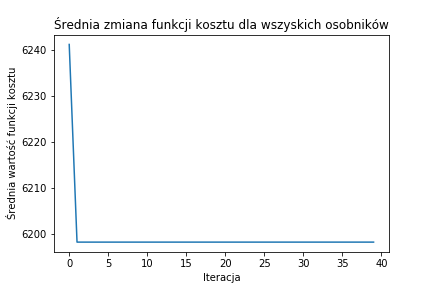 Średnia zmiana funkcji kosztu dla wszyskich osobników
Średnia wartość funkcji kosztu
6240
6230
6220
6210
6200
0 5 10 15 20 25 30 35 40
Iteracja